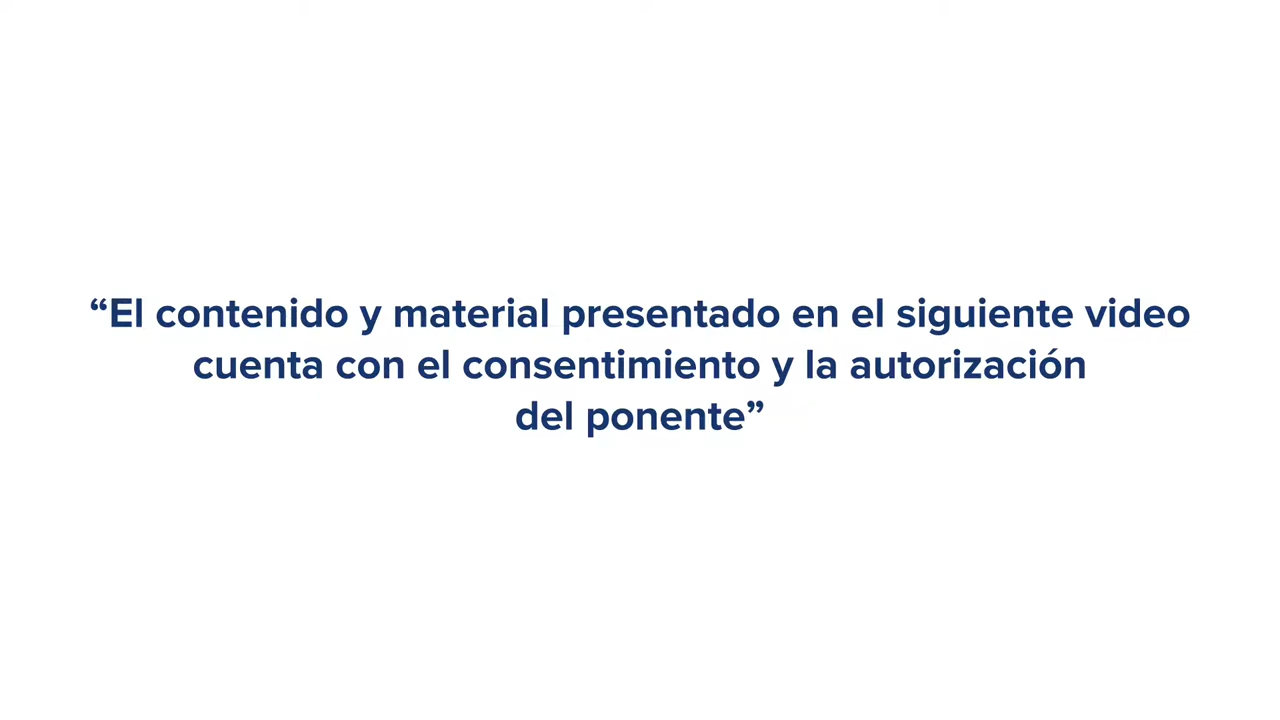 “El contenido y material presentado en el siguiente video
cuenta con el consentimiento y la autorización
del ponente”